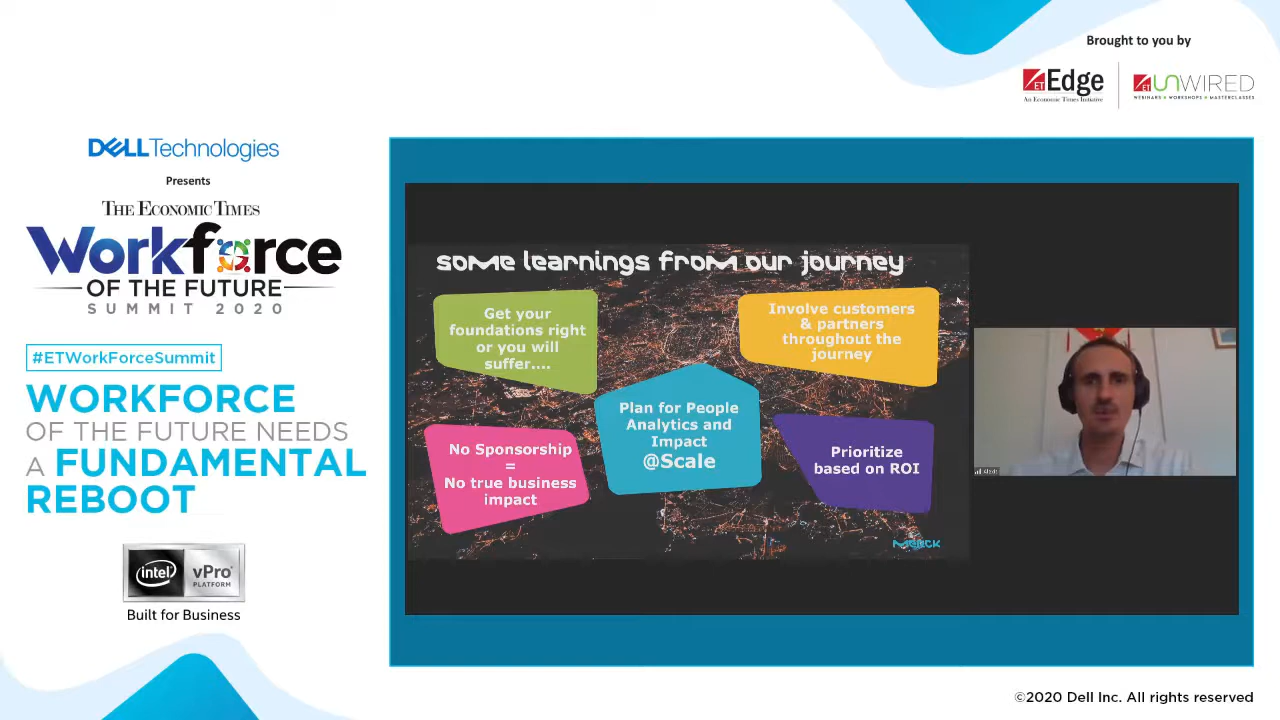 Brought to you by
ET Edge
An Economic Times Initiative
ET UNWIRED
WEBINARS • WORKSHOPS • MASTERCLASSES
DELL Technologies
Presents
THE ECONOMIC TIMES
Workforce
OF THE FUTURE
SUMMIT 2020
#ETWorkForceSummit
WORKFORCE
OF THE FUTURE NEEDS
A FUNDAMENTAL
REBOOT
intel
vPro
PLATFORM
Built for Business
some learnings from our journey
Get your
foundations right
or you will
suffer....
Involve customers
& partners
throughout the
journey
Plan for People
Analytics and
Impact
@Scale
No Sponsorship
=
No true business
impact
Prioritize
based on ROI
MERCK
©2020 Dell Inc. All rights reserved